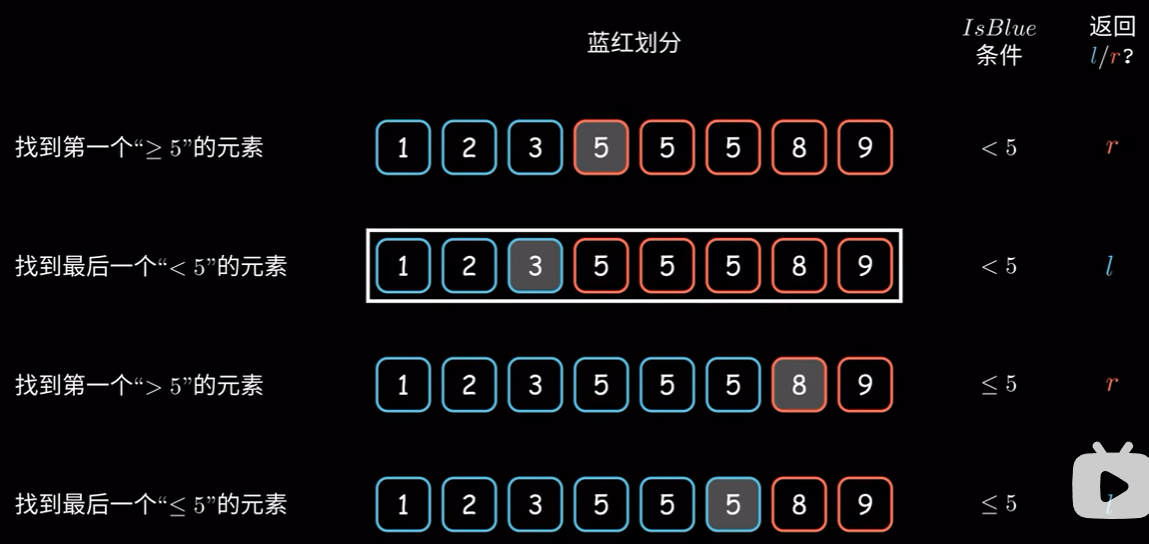 蓝红划分
IsBlue
条件
返回
l/r?
找到第一个“≥ 5”的元素
1 2 3 5 5 5 8 9
< 5
r
找到最后一个“< 5”的元素
1 2 3 5 5 5 8 9
< 5
l
找到第一个“> 5”的元素
1 2 3 5 5 5 8 9
≤ 5
r
找到最后一个“≤ 5”的元素
1 2 3 5 5 5 8 9
≤ 5
l